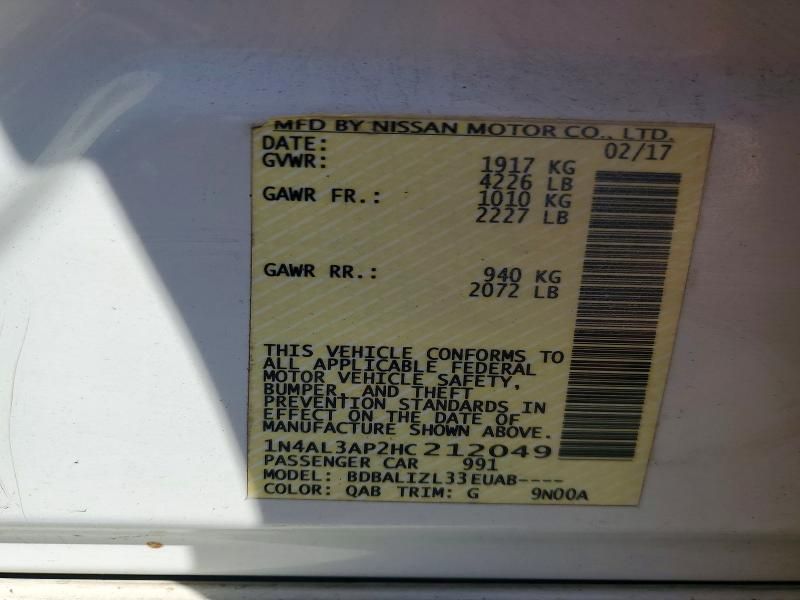 MFD BY NISSAN MOTOR CO., LTD.
DATE: 02/17
GVWR: 1917 KG
4226 LB
GAWR FR.: 1010 KG
2227 LB
GAWR RR.: 940 KG
2072 LB
THIS VEHICLE CONFORMS TO
ALL APPLICABLE FEDERAL
MOTOR VEHICLE SAFETY,
BUMPER, AND THEFT
PREVENTION STANDARDS IN
EFFECT ON THE DATE OF
MANUFACTURE SHOWN ABOVE.
1N4AL3AP2HC212049
PASSENGER CAR 991
MODEL: BDBALIZL33EUAB----
COLOR: QAB TRIM: G 9N00A